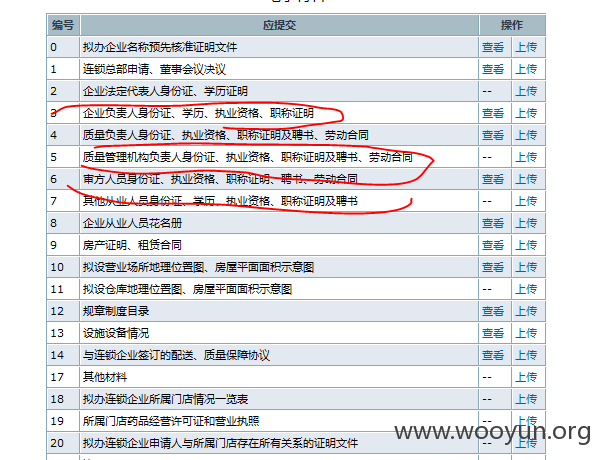 编号 应提交 操作
0 拟办企业名称预先核准证明文件 查看 上传
1 连锁总部申请、董事会议决议 查看 上传
2 企业法定代表人身份证、学历证明 -- 上传
3 企业负责人身份证、学历、执业资格、职称证明 查看 上传
4 质量负责人身份证、执业资格、职称证明及聘书、劳动合同 查看 上传
5 质量管理机构负责人身份证、执业资格、职称证明及聘书、劳动合同 -- 上传
6 审方人员身份证、执业资格、职称证明、聘书、劳动合同 查看 上传
7 其他从业人员身份证、学历、执业资格、职称证明及聘书 -- 上传
8 企业从业人员花名册 查看 上传
9 房产证明、租赁合同 查看 上传
10 拟设营业场所地理位置图、房屋平面面积示意图 查看 上传
11 拟设仓库地理位置图、房屋平面面积示意图 -- 上传
12 规章制度目录 查看 上传
13 设施设备情况 查看 上传
14 与连锁企业签订的配送、质量保障协议 查看 上传
17 其他材料 -- 上传
18 拟办连锁企业所属门店情况一览表 -- 上传
19 所属门店药品经营许可证和营业执照 -- 上传
20 拟办连锁企业申请人与所属门店存在所有关系的证明文件 -- 上传
www.wooyun.org